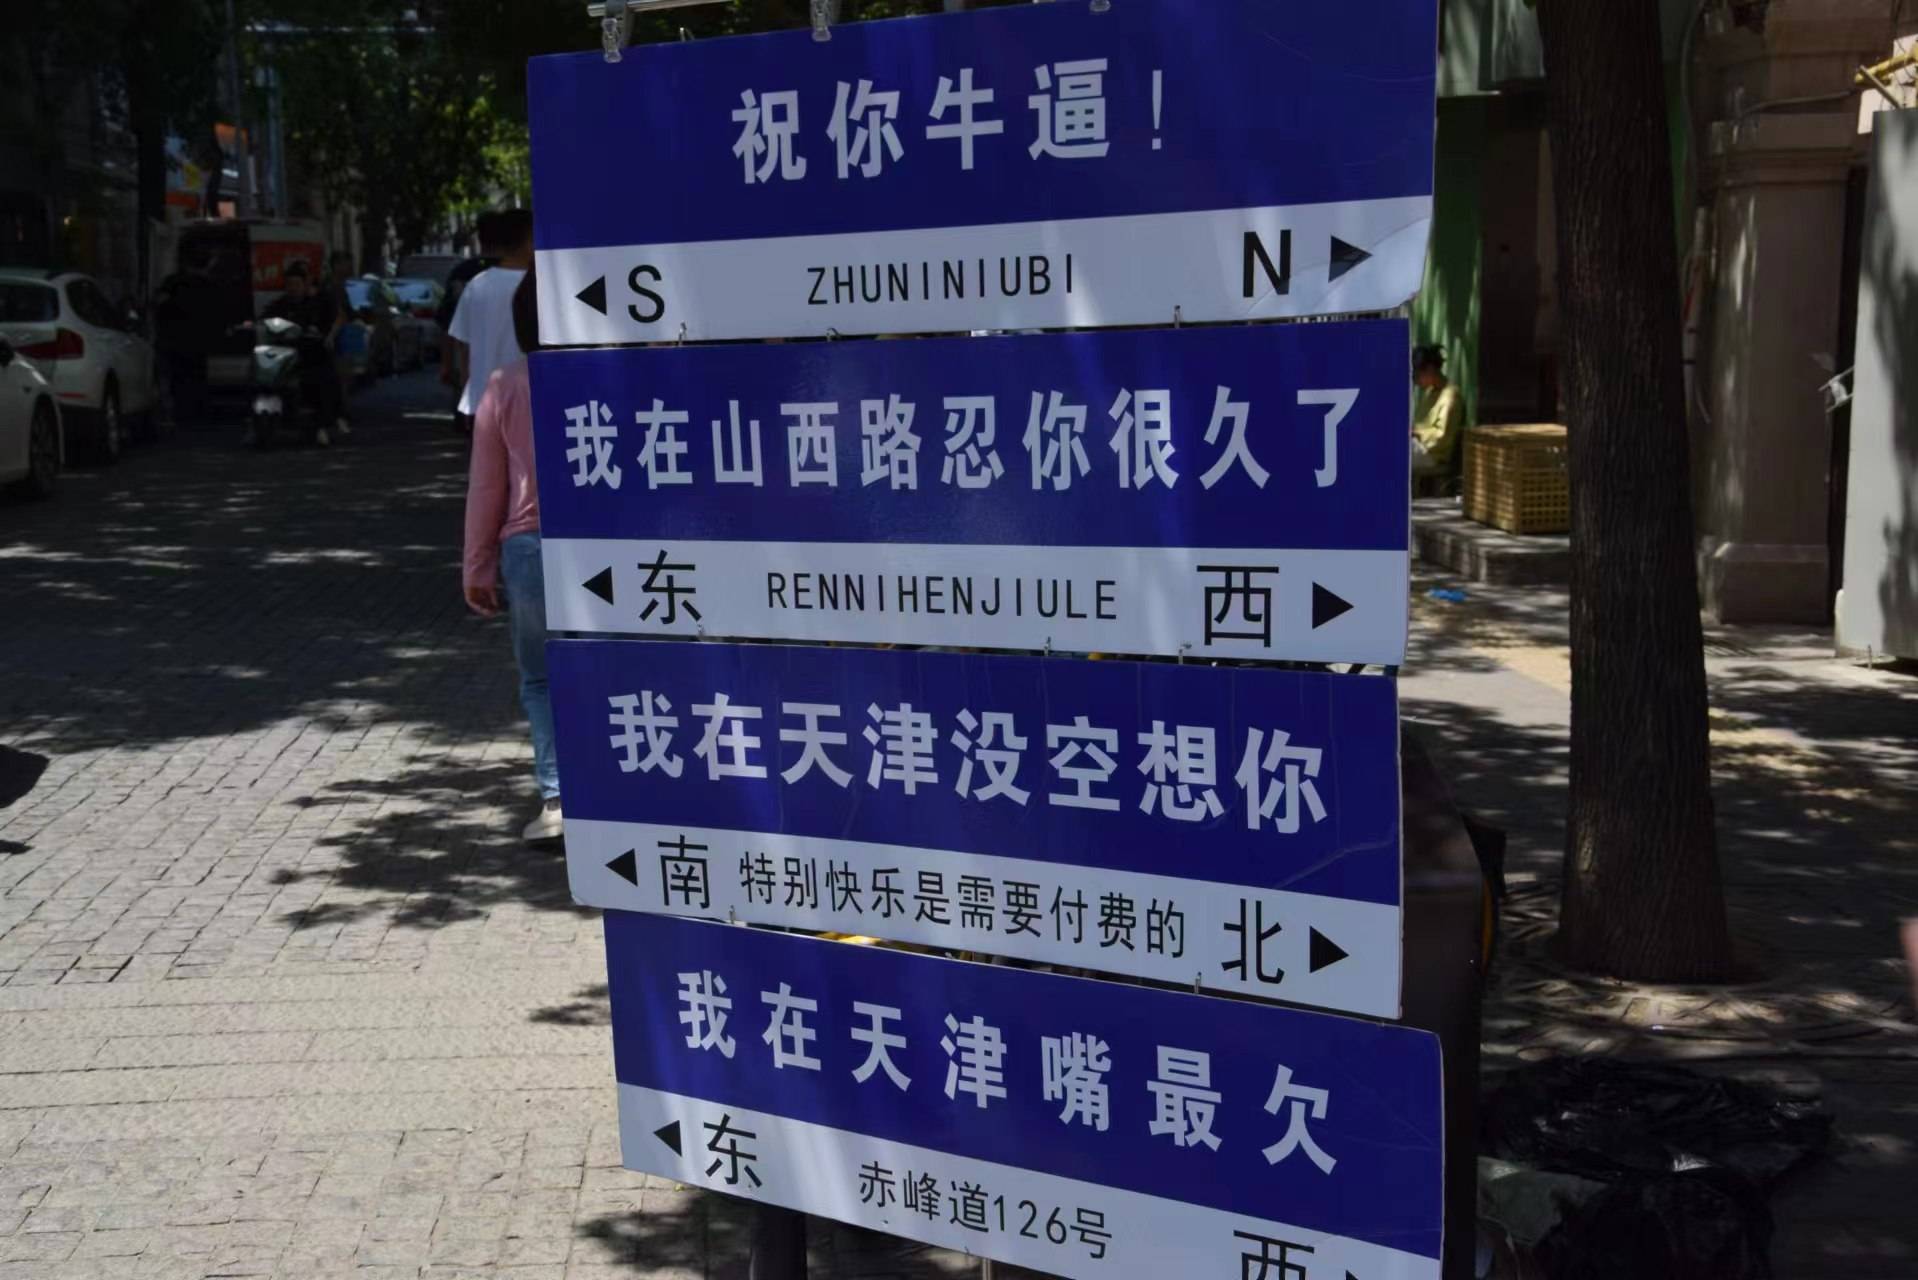 祝你牛逼!
S ZHUNINIUBI N
我在山西路忍你很久了
东 RENNIHENJIULE 西
我在天津没空想你
南 特别快乐是需要付费的 北
我在天津嘴最欠
东 赤峰道126号 西